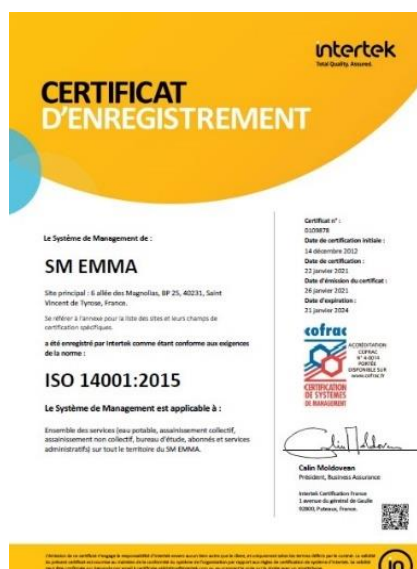 intertek
Total Quality. Assured.
CERTIFICAT
D'ENREGISTREMENT
Le Système de Management de :
SM EMMA
Site principal : 6 allée des Magnolias, BP 25, 40231, Saint
Vincent de Tyrosse, France.
Se référer à l'annexe pour la liste des sites et leurs champs de
certification spécifiques.
a été enregistré par Intertek comme étant conforme aux exigences
de la norme :
ISO 14001:2015
Le Système de Management est applicable à :
Ensemble des services (eau potable, assainissement collectif,
assainissement non collectif, bureau d'étude, abonnés et services
administratifs) sur tout le territoire du SM EMMA.
Certificat n° :
0109878
Date de certification initiale :
14 décembre 2012
Date de certification :
22 janvier 2021
Date d'émission du certificat :
26 janvier 2021
Date d'expiration :
21 janvier 2024
cofrac
ACCRÉDITATION
COFRAC
N° 4-0014
PORTÉE
DISPONIBLE SUR
www.cofrac.fr
CERTIFICATION
DE SYSTÈMES
DE MANAGEMENT
Calin Moldovean
Président, Business Assurance
Intertek Certification France
1 avenue du général de Gaulle
92800, Puteaux, France.